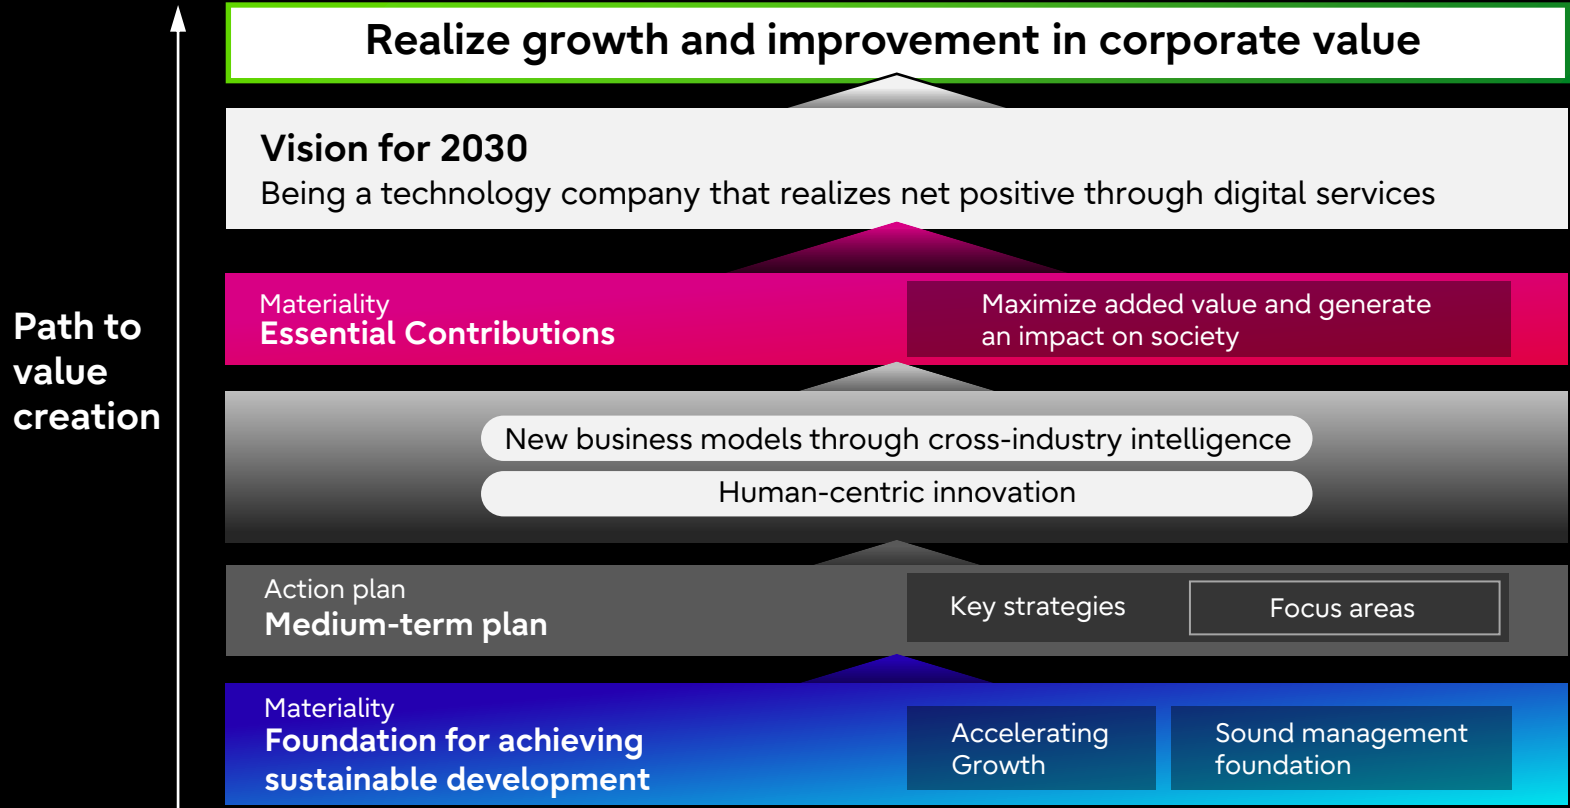 Realize growth and improvement in corporate value
Vision for 2030
Being a technology company that realizes net positive through digital services
Path to
value
creation
Materiality
Essential Contributions
Maximize added value and generate
an impact on society
New business models through cross-industry intelligence
Human-centric innovation
Action plan
Medium-term plan
Key strategies
Focus areas
Materiality
Foundation for achieving
sustainable development
Accelerating
Growth
Sound management
foundation